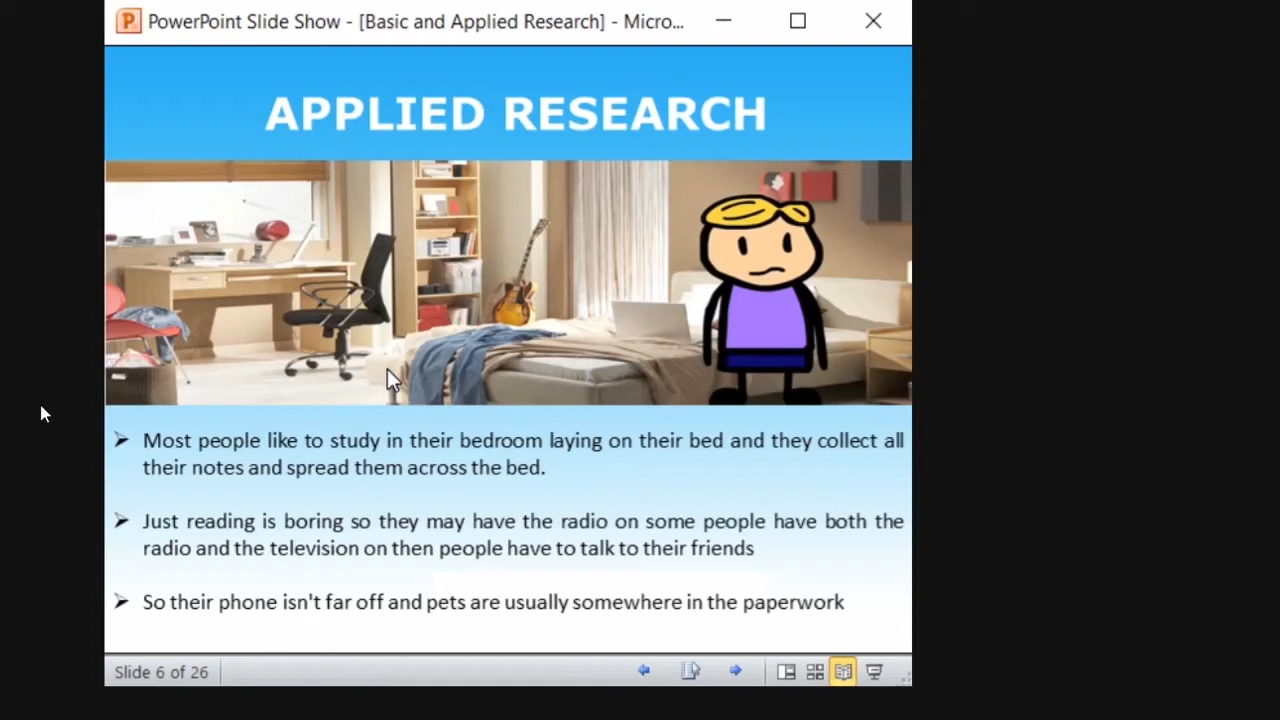 PowerPoint Slide Show - [Basic and Applied Research] - Micro...
APPLIED RESEARCH
Most people like to study in their bedroom laying on their bed and they collect all
their notes and spread them across the bed.
Just reading is boring so they may have the radio on some people have both the
radio and the television on then people have to talk to their friends
So their phone isn't far off and pets are usually somewhere in the paperwork
Slide 6 of 26